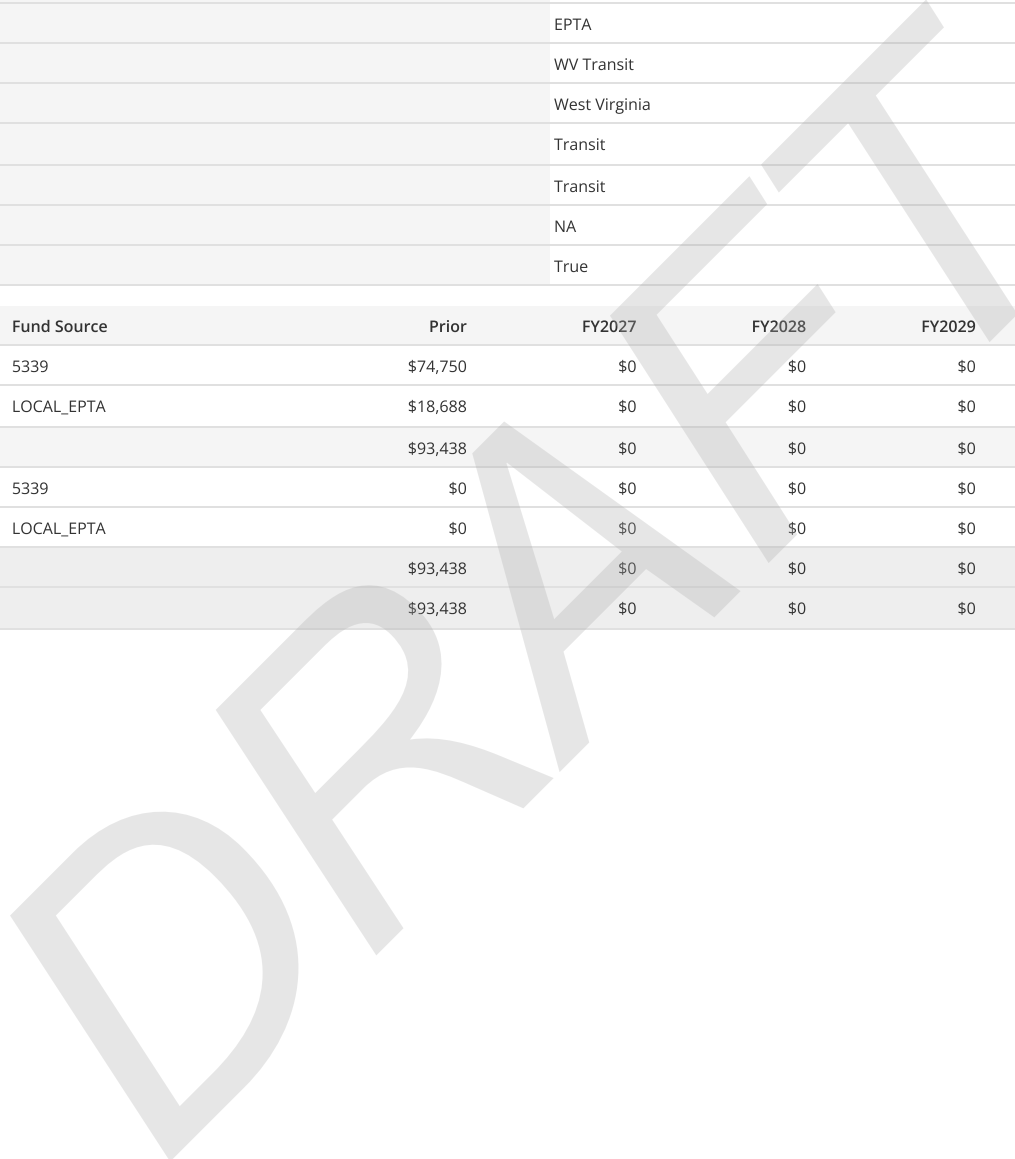 EPTA
WV Transit
West Virginia
Transit
Transit
NA
True
Fund Source Prior FY2027 FY2028 FY2029
5339 $74,750 $0 $0 $0
LOCAL_EPTA $18,688 $0 $0 $0
$93,438 $0 $0 $0
5339 $0 $0 $0 $0
LOCAL_EPTA $0 $0 $0 $0
$93,438 $0 $0 $0
$93,438 $0 $0 $0
DRAFT